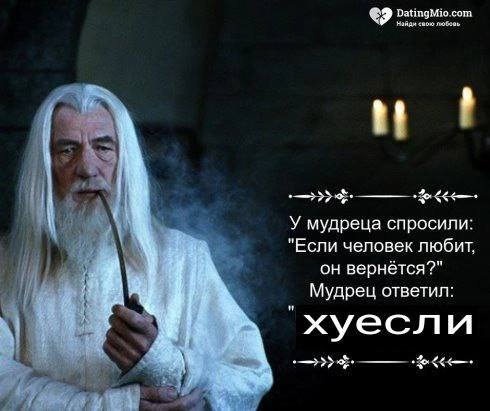 DatingMio.com
Найди свою любовь
У мудреца спросили:
"Если человек любит,
он вернётся?"
Мудрец ответил:
" хуесли